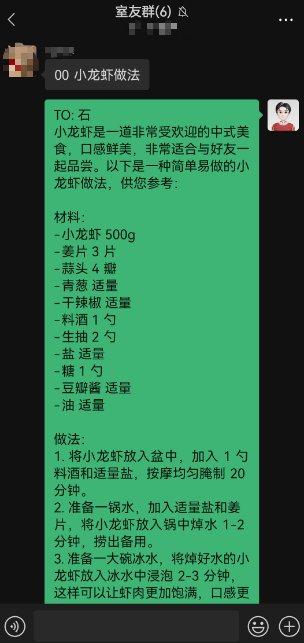 室友群(6)
00 小龙虾做法
TO: 石
小龙虾是一道非常受欢迎的中式美
食，口感鲜美，非常适合与好友一
起品尝。以下是一种简单易做的小
龙虾做法，供您参考：
材料：
-小龙虾 500g
-姜片 3 片
-蒜头 4 瓣
-青葱 适量
-干辣椒 适量
-料酒 1 勺
-生抽 2 勺
-盐 适量
-糖 1 勺
-豆瓣酱 适量
-油 适量
做法：
1. 将小龙虾放入盆中，加入 1 勺
料酒和适量盐，按摩均匀腌制 20
分钟。
2. 准备一锅水，加入适量盐和姜
片，将小龙虾放入锅中焯水 1-2
分钟，捞出备用。
3. 准备一大碗冰水，将焯好水的小
龙虾放入冰水中浸泡 2-3 分钟，
这样可以让虾肉更加饱满，口感更